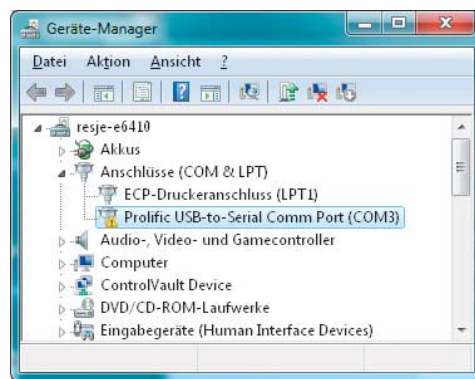 Geräte-Manager
Datei Aktion Ansicht ?
resje-e6410
Akkus
Anschlüsse (COM & LPT)
ECP-Druckeranschluss (LPT1)
Prolific USB-to-Serial Comm Port (COM3)
Audio-, Video- und Gamecontroller
Computer
ControlVault Device
DVD/CD-ROM-Laufwerke
Eingabegeräte (Human Interface Devices)